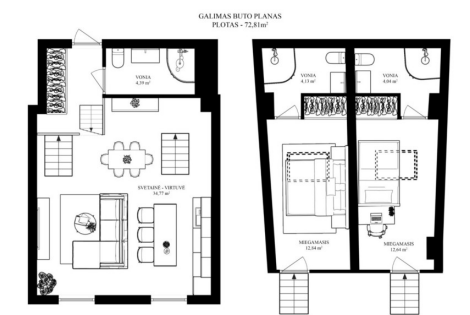 GALIMAS BUTO PLANAS
PLOTAS - 72,81m²
VONIA
4,39 m²
SVETAINĖ - VIRTUVĖ
34,77 m²
VONIA
4,13 m²
VONIA
4,04 m²
MIEGAMASIS
12,84 m²
MIEGAMASIS
12,64 m²